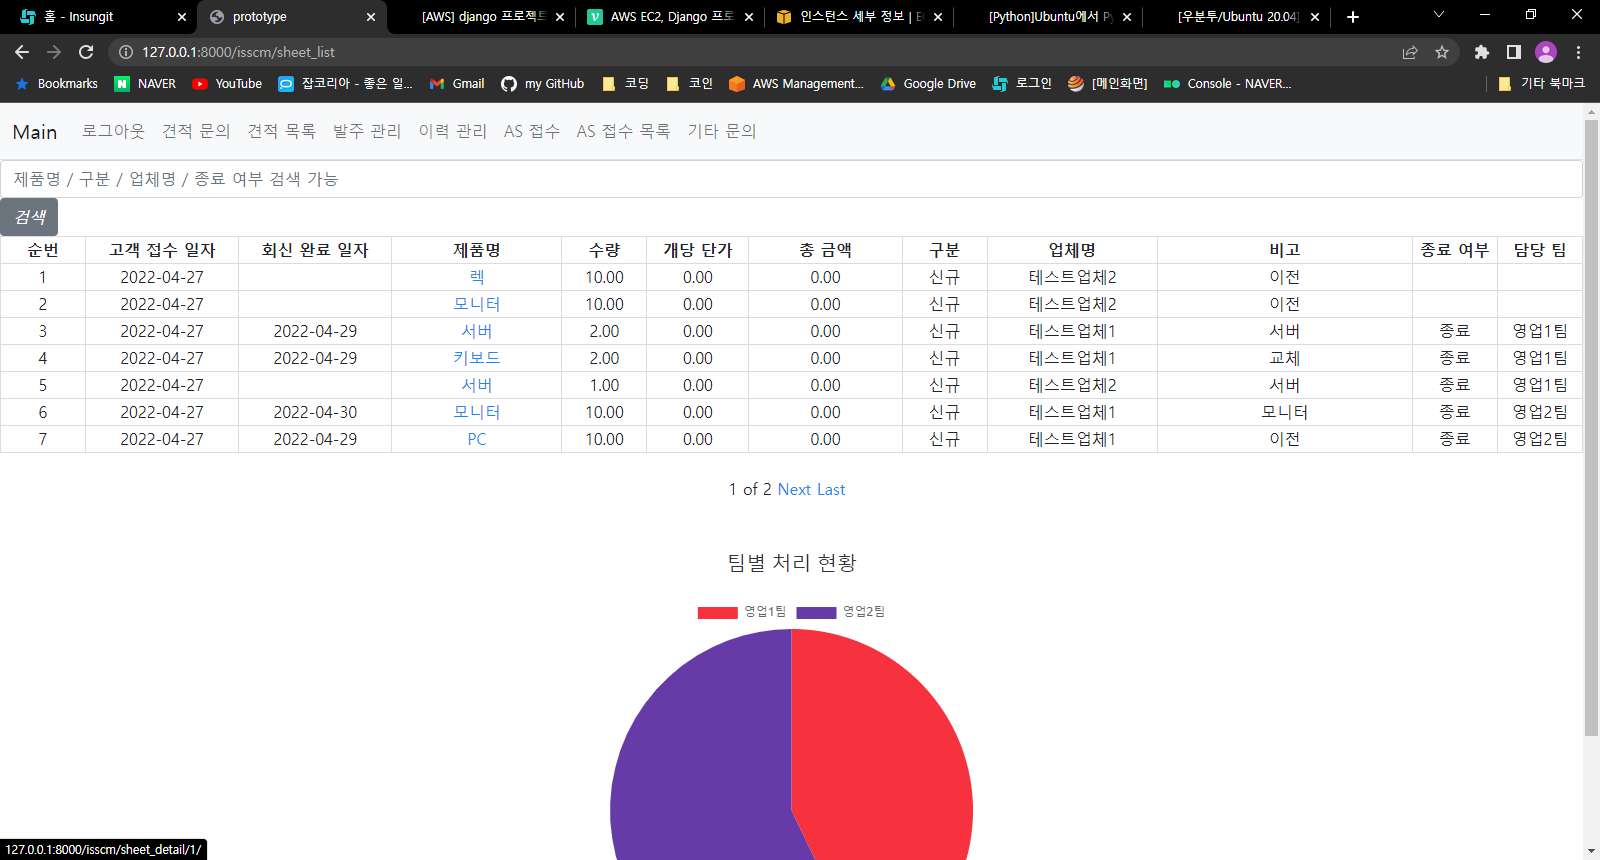 홈 - Insungit
prototype
[AWS] django 프로젝트
AWS EC2, Django 프로
인스턴스 세부 정보 | E
[Python]Ubuntu에서 Py
[우분투/Ubuntu 20.04]
127.0.0.1:8000/isscm/sheet_list
Bookmarks NAVER YouTube 잡코리아 - 좋은 일... Gmail my GitHub 코딩 코인 AWS Management... Google Drive 로그인 [메인화면] Console - NAVER... 기타 북마크
Main 로그아웃 견적 문의 견적 목록 발주 관리 이력 관리 AS 접수 AS 접수 목록 기타 문의
제품명 / 구분 / 업체명 / 종료 여부 검색 가능
검색
순번 고객 접수 일자 회신 완료 일자 제품명 수량 개당 단가 총 금액 구분 업체명 비고 종료 여부 담당 팀
1 2022-04-27 렉 10.00 0.00 0.00 신규 테스트업체2 이전
2 2022-04-27 모니터 10.00 0.00 0.00 신규 테스트업체2 이전
3 2022-04-27 2022-04-29 서버 2.00 0.00 0.00 신규 테스트업체1 서버 종료 영업1팀
4 2022-04-27 2022-04-29 키보드 2.00 0.00 0.00 신규 테스트업체1 교체 종료 영업1팀
5 2022-04-27 서버 1.00 0.00 0.00 신규 테스트업체2 서버 종료 영업1팀
6 2022-04-27 2022-04-30 모니터 10.00 0.00 0.00 신규 테스트업체1 모니터 종료 영업2팀
7 2022-04-27 2022-04-29 PC 10.00 0.00 0.00 신규 테스트업체1 이전 종료 영업2팀
1 of 2 Next Last
팀별 처리 현황
영업1팀 영업2팀
127.0.0.1:8000/isscm/sheet_detail/1/